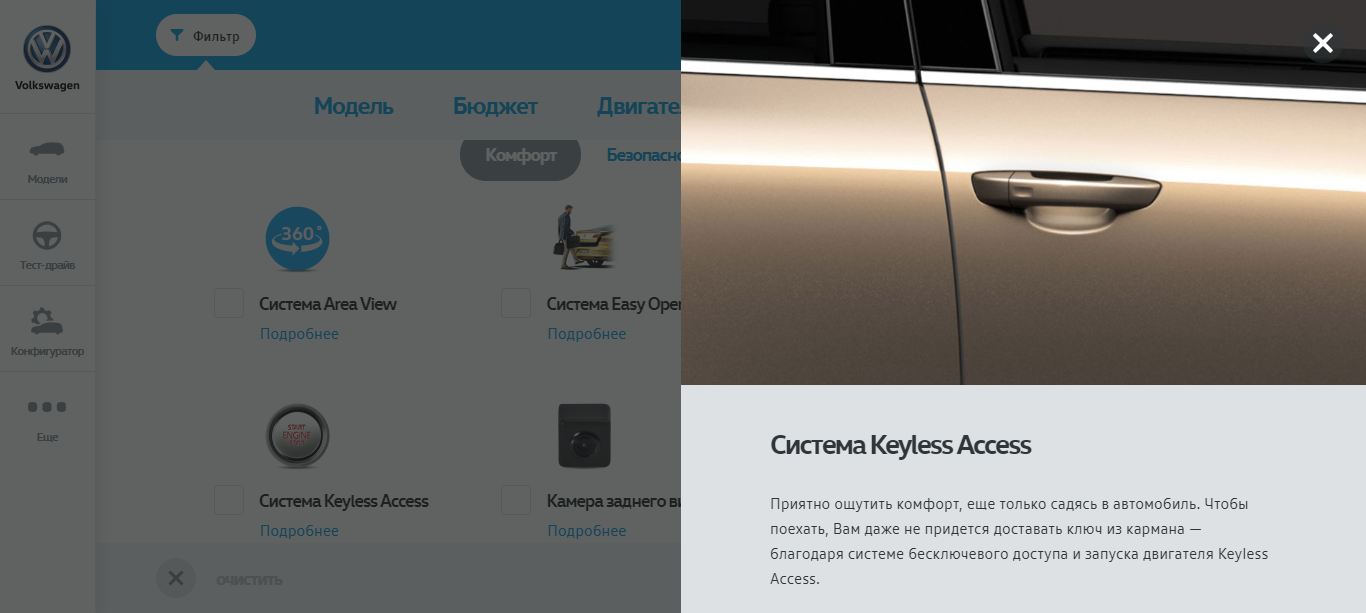 Volkswagen
Модели
Тест-драйв
Конфигуратор
Еще
Фильтр
Модель Бюджет Двигате
Комфорт Безопасн
360°
Система Area View
Подробнее
Система Easy Ope
Подробнее
START
ENGINE
STOP
Система Keyless Access
Подробнее
Камера заднего ви
Подробнее
очистить
Система Keyless Access
Приятно ощутить комфорт, еще только садясь в автомобиль. Чтобы
поехать, Вам даже не придется доставать ключ из кармана —
благодаря системе бесключевого доступа и запуска двигателя Keyless
Access.